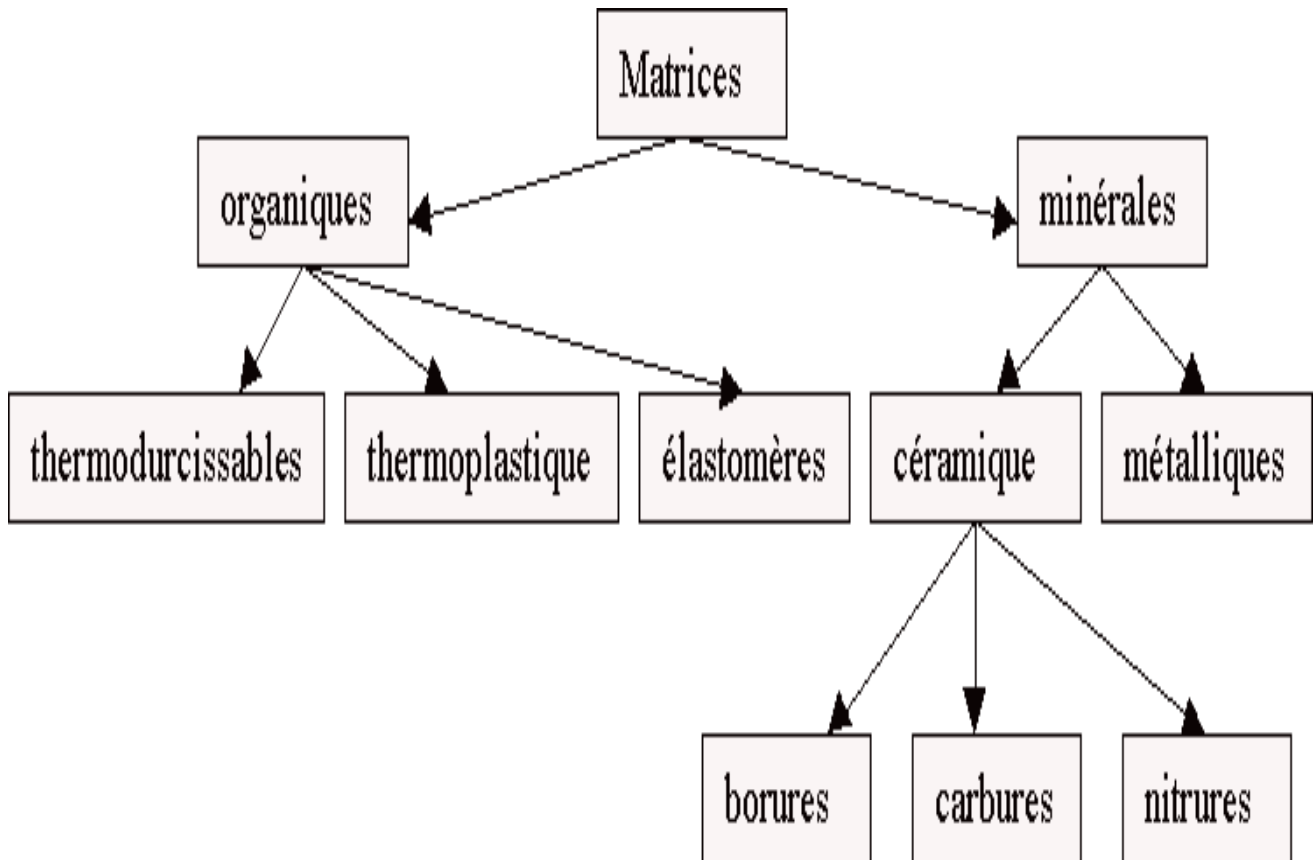 Matrices
organiques
minérales
thermodurcissables
thermoplastique
élastomères
céramique
métalliques
borures
carbures
nitrures